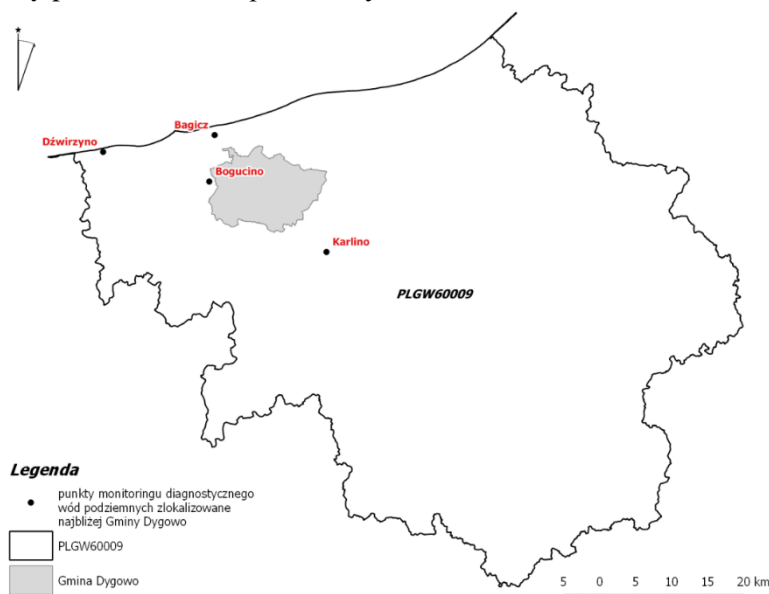 Bagicz
Dźwirzyno
Bogucino
Karlino
PLGW60009
Legenda
punkty monitoringu diagnostycznego
wód podziemnych zlokalizowane
najbliżej Gminy Dygowo
PLGW60009
Gmina Dygowo
5 0 5 10 15 20 km